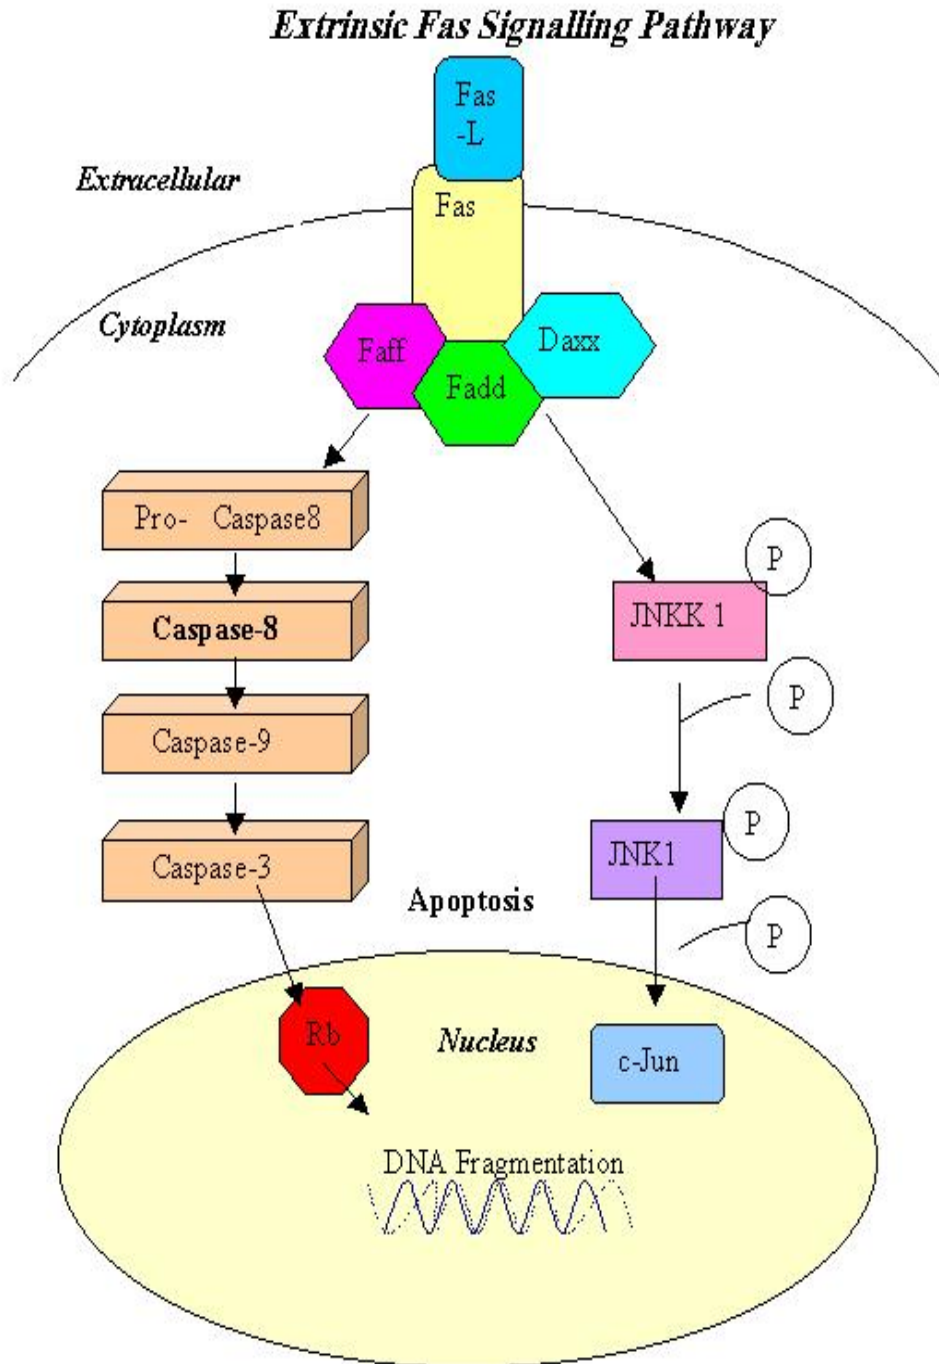 Extrinsic Fas Signalling Pathway
Fas
-L
Extracellular
Fas
Cytoplasm
Faff
Fadd
Daxx
Pro- Caspase8
P
Caspase-8
JNKK 1
P
Caspase-9
P
JNK1
Caspase-3
Apoptosis
P
Rb
Nucleus
c-Jun
DNA Fragmentation